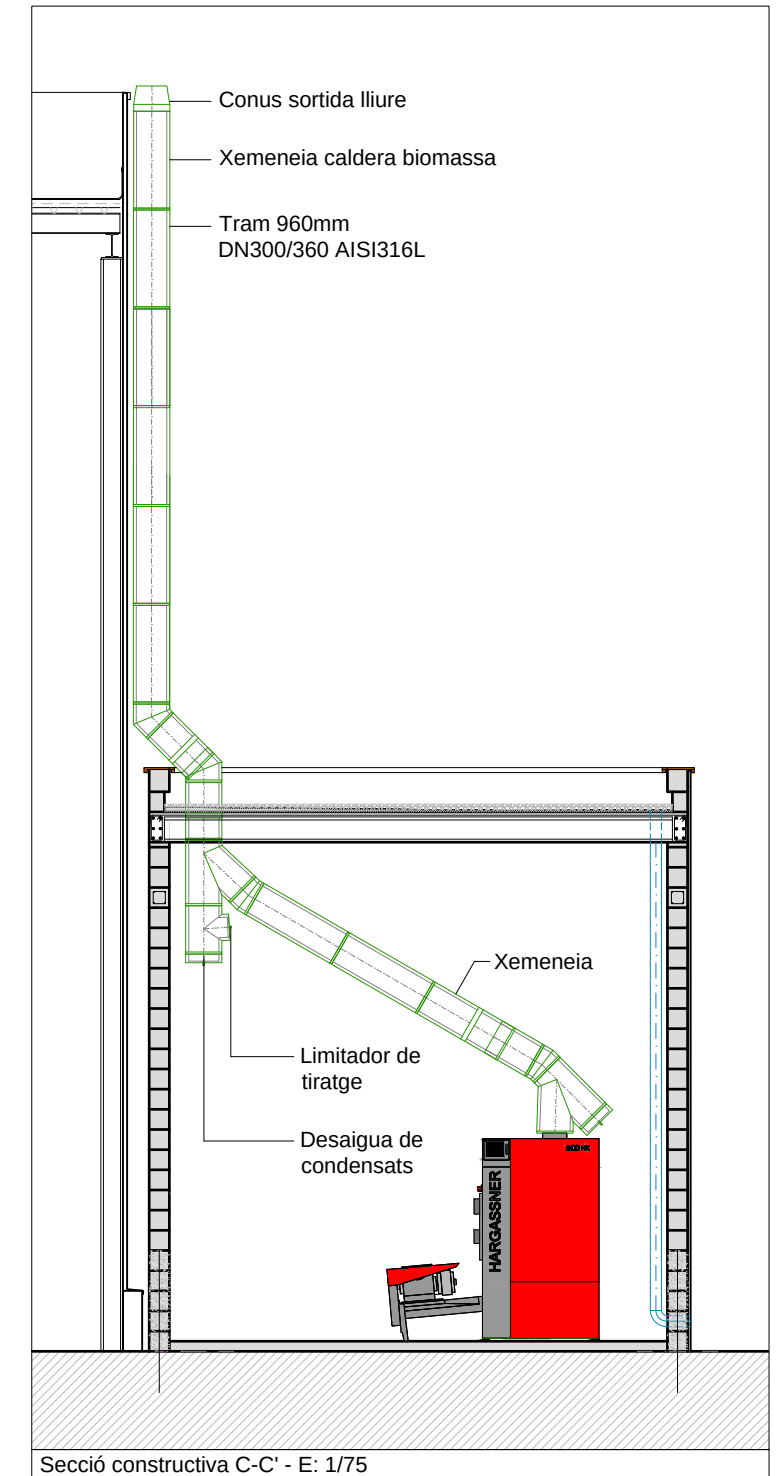 Conus sortida lliure
Xemeneia caldera biomassa
Tram 960mm
DN300/360 AISI316L
Xemeneia
Limitador de
tiratge
Desaigua de
condensats
HARGASSNER
Secció constructiva C-C' - E: 1/75